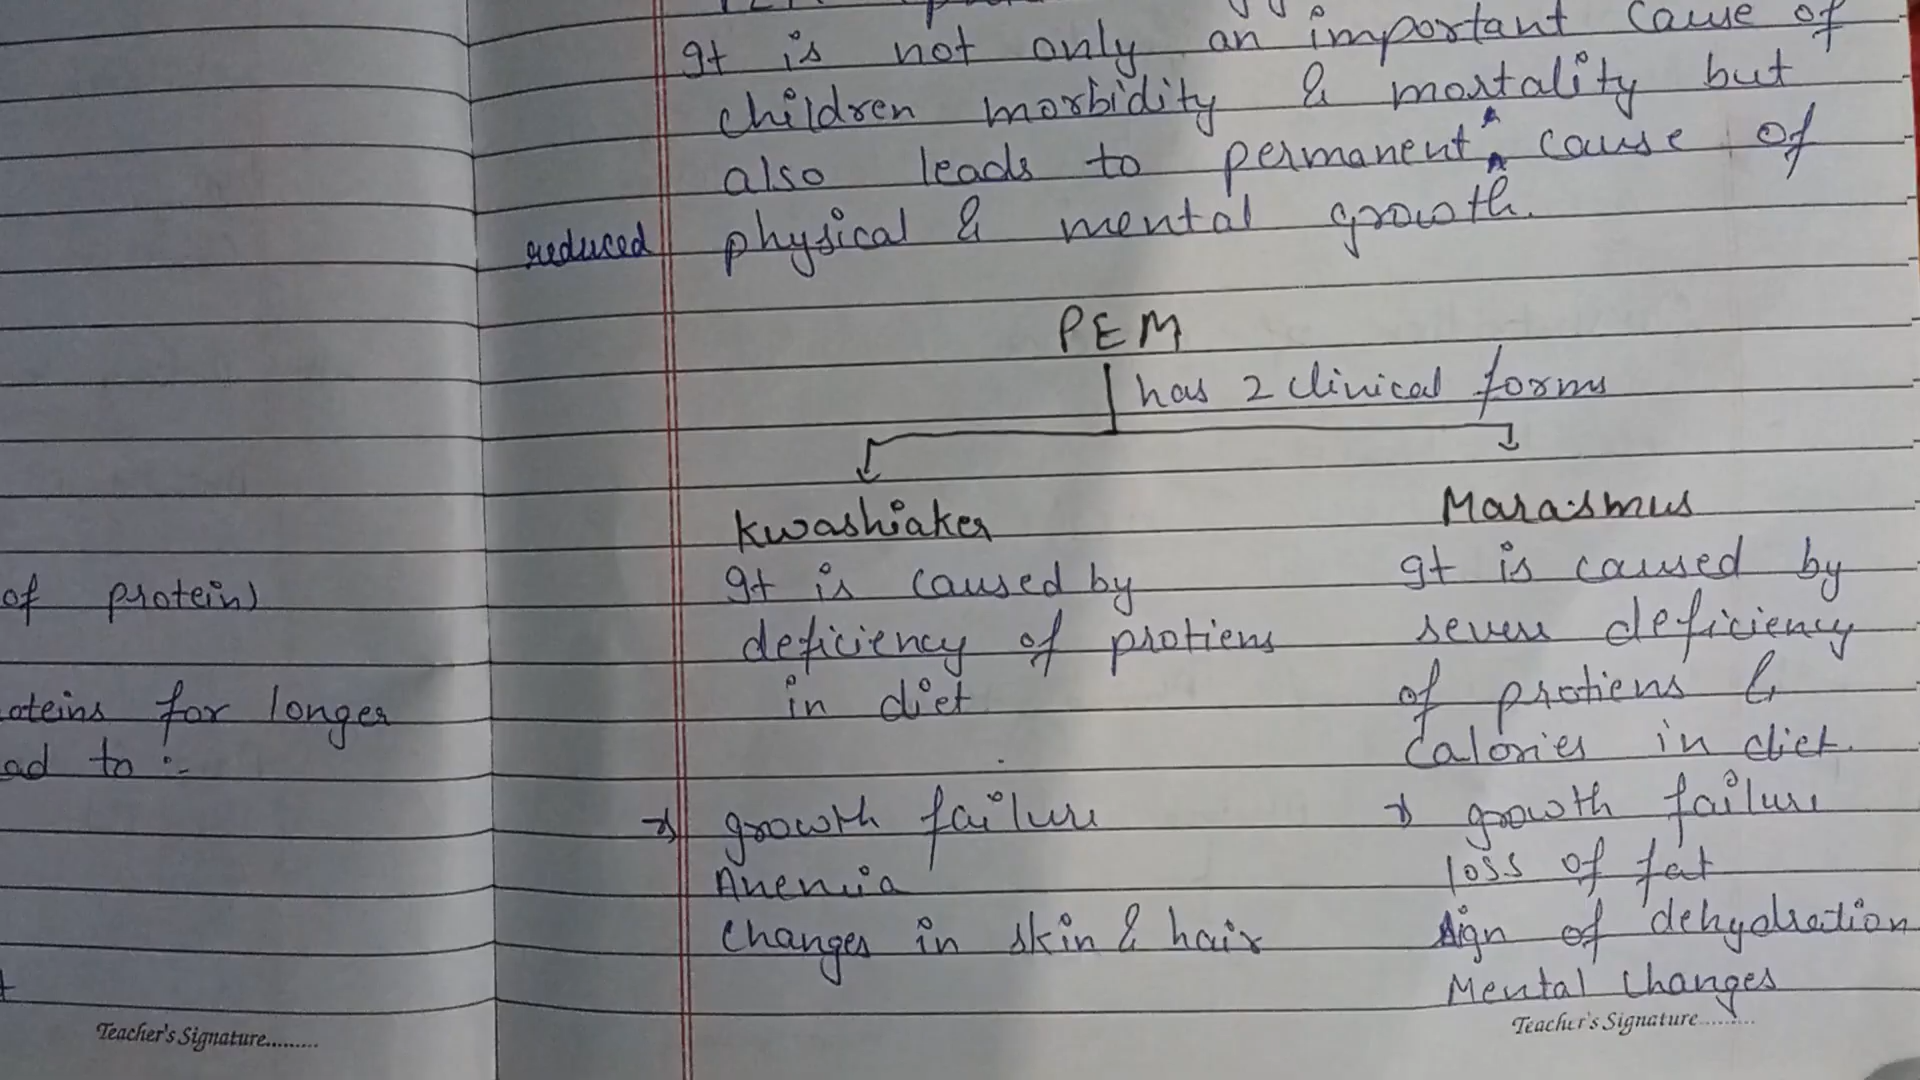 It is not only an important cause of
children morbidity & mortality but
also leads to permanent cause of
reduced physical & mental growth.
PEM
has 2 clinical forms
Kwashiaker
It is caused by
deficiency of protiens
in diet
growth failure
Anemia
Changes in skin & hair
Marasmus
It is caused by
severe deficiency
of protiens &
Calories in diet.
growth failure
loss of fat
sign of dehydration
Mental changes
Teacher's Signature.........
of protein)
oteins for longer
ad to :-
Teacher's Signature.........